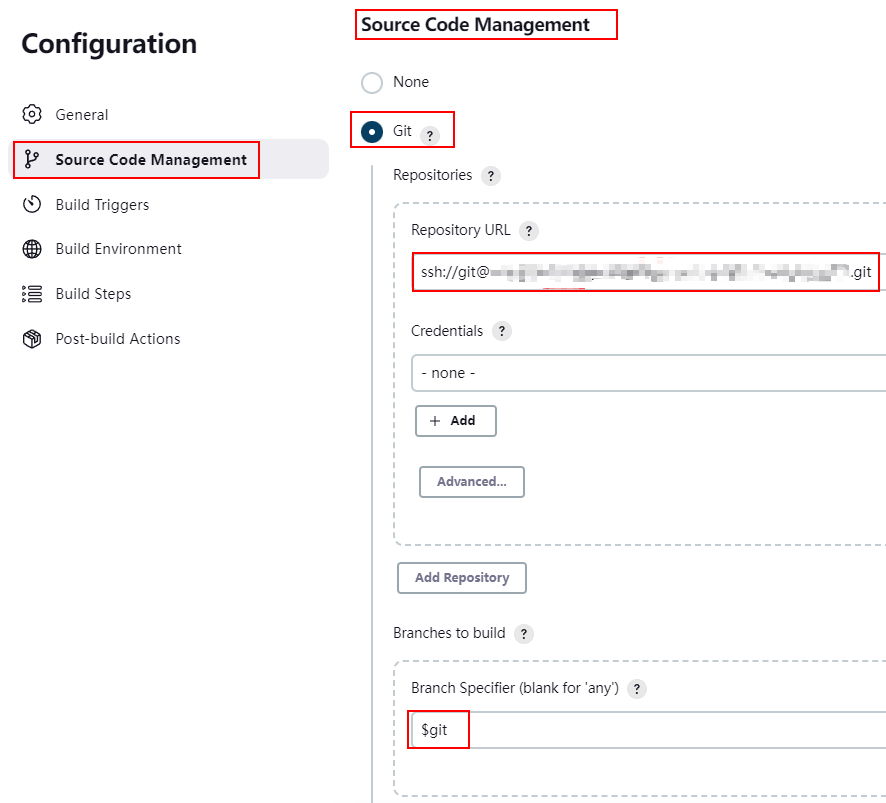 Configuration
General
Source Code Management
Build Triggers
Build Environment
Build Steps
Post-build Actions
Source Code Management
None
Git ?
Repositories ?
Repository URL ?
ssh://git@ .git
Credentials ?
- none -
+ Add
Advanced...
Add Repository
Branches to build ?
Branch Specifier (blank for 'any') ?
$git